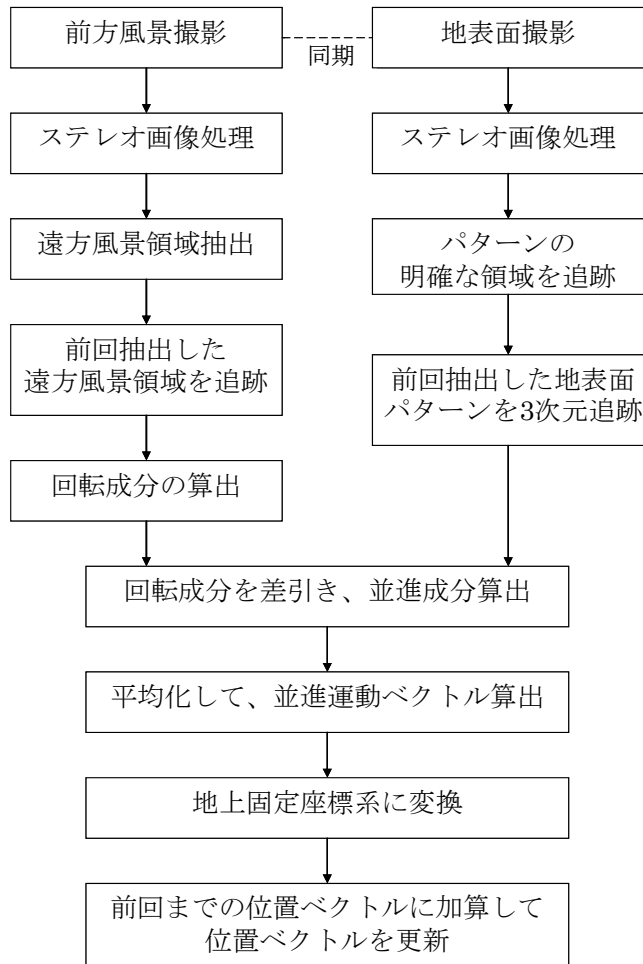 前方風景撮影
同期
地表面撮影
ステレオ画像処理
ステレオ画像処理
遠方風景領域抽出
パターンの
明確な領域を追跡
前回抽出した
遠方風景領域を追跡
前回抽出した地表面
パターンを3次元追跡
回転成分の算出
回転成分を差引き、並進成分算出
平均化して、並進運動ベクトル算出
地上固定座標系に変換
前回までの位置ベクトルに加算して
位置ベクトルを更新